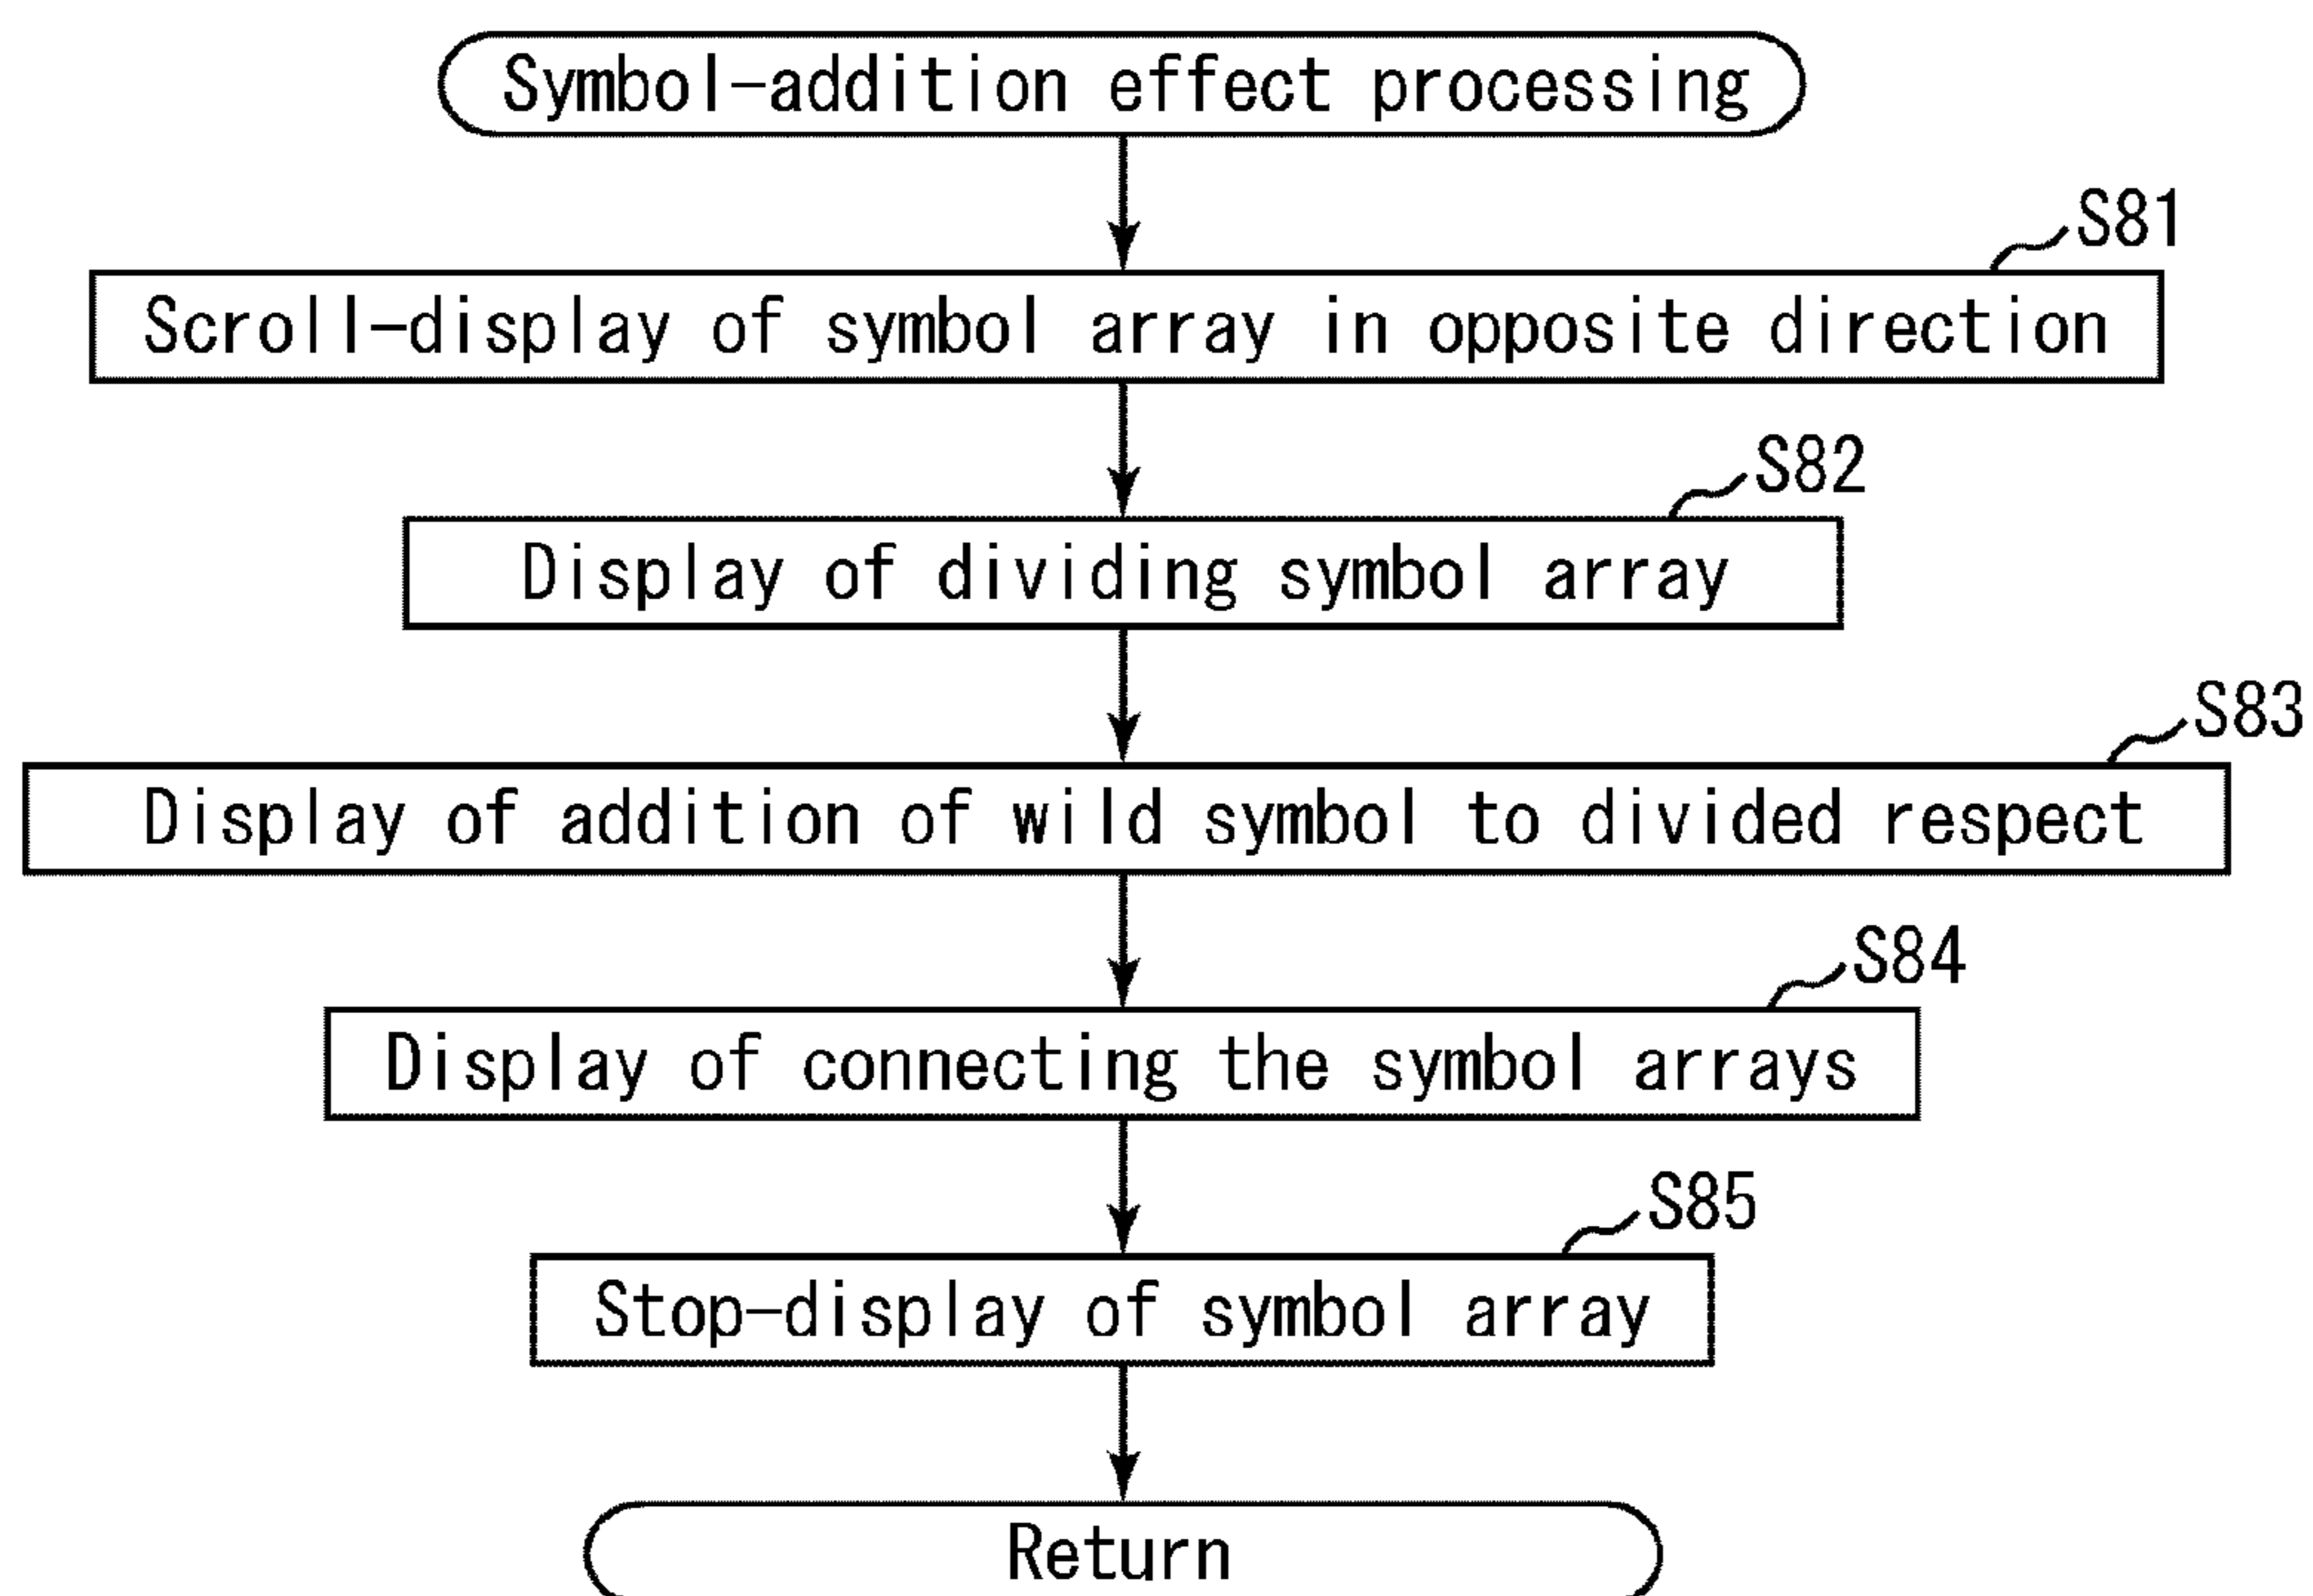 Symbol-addition effect processing
S81
Scroll-display of symbol array in opposite direction
S82
Display of dividing symbol array
S83
Display of addition of wild symbol to divided respect
S84
Display of connecting the symbol arrays
S85
Stop-display of symbol array
Return